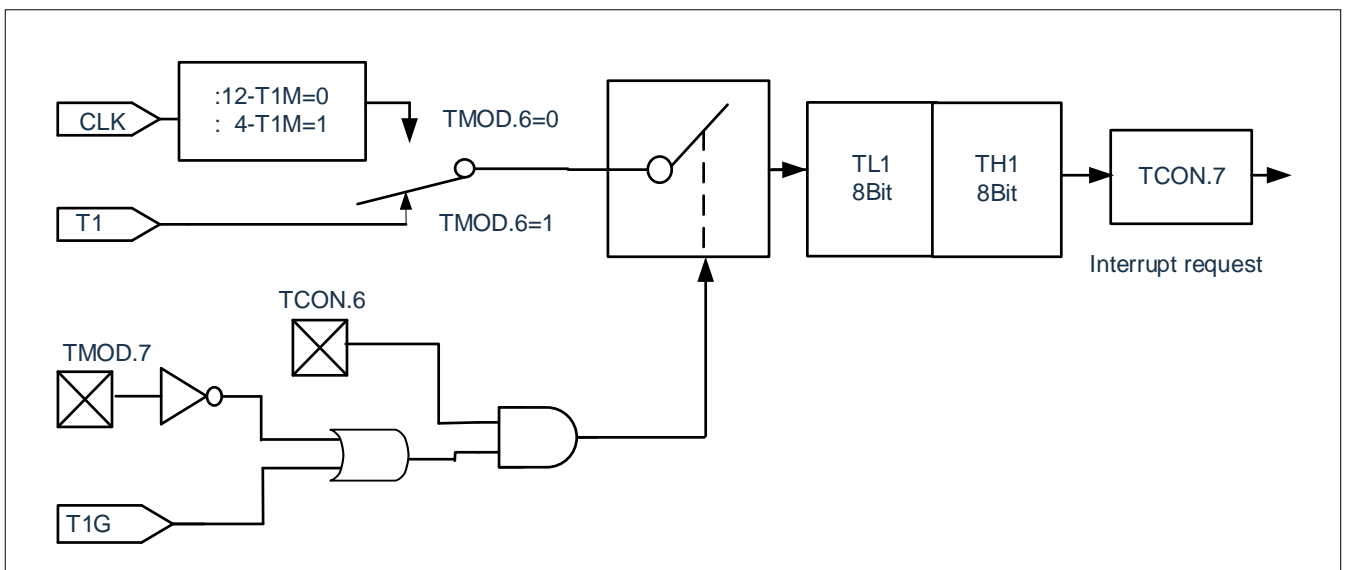 :12-T1M=0
: 4-T1M=1
CLK
TMOD.6=0
T1
TMOD.6=1
TL1
8Bit
TH1
8Bit
TCON.7
Interrupt request
TCON.6
TMOD.7
T1G